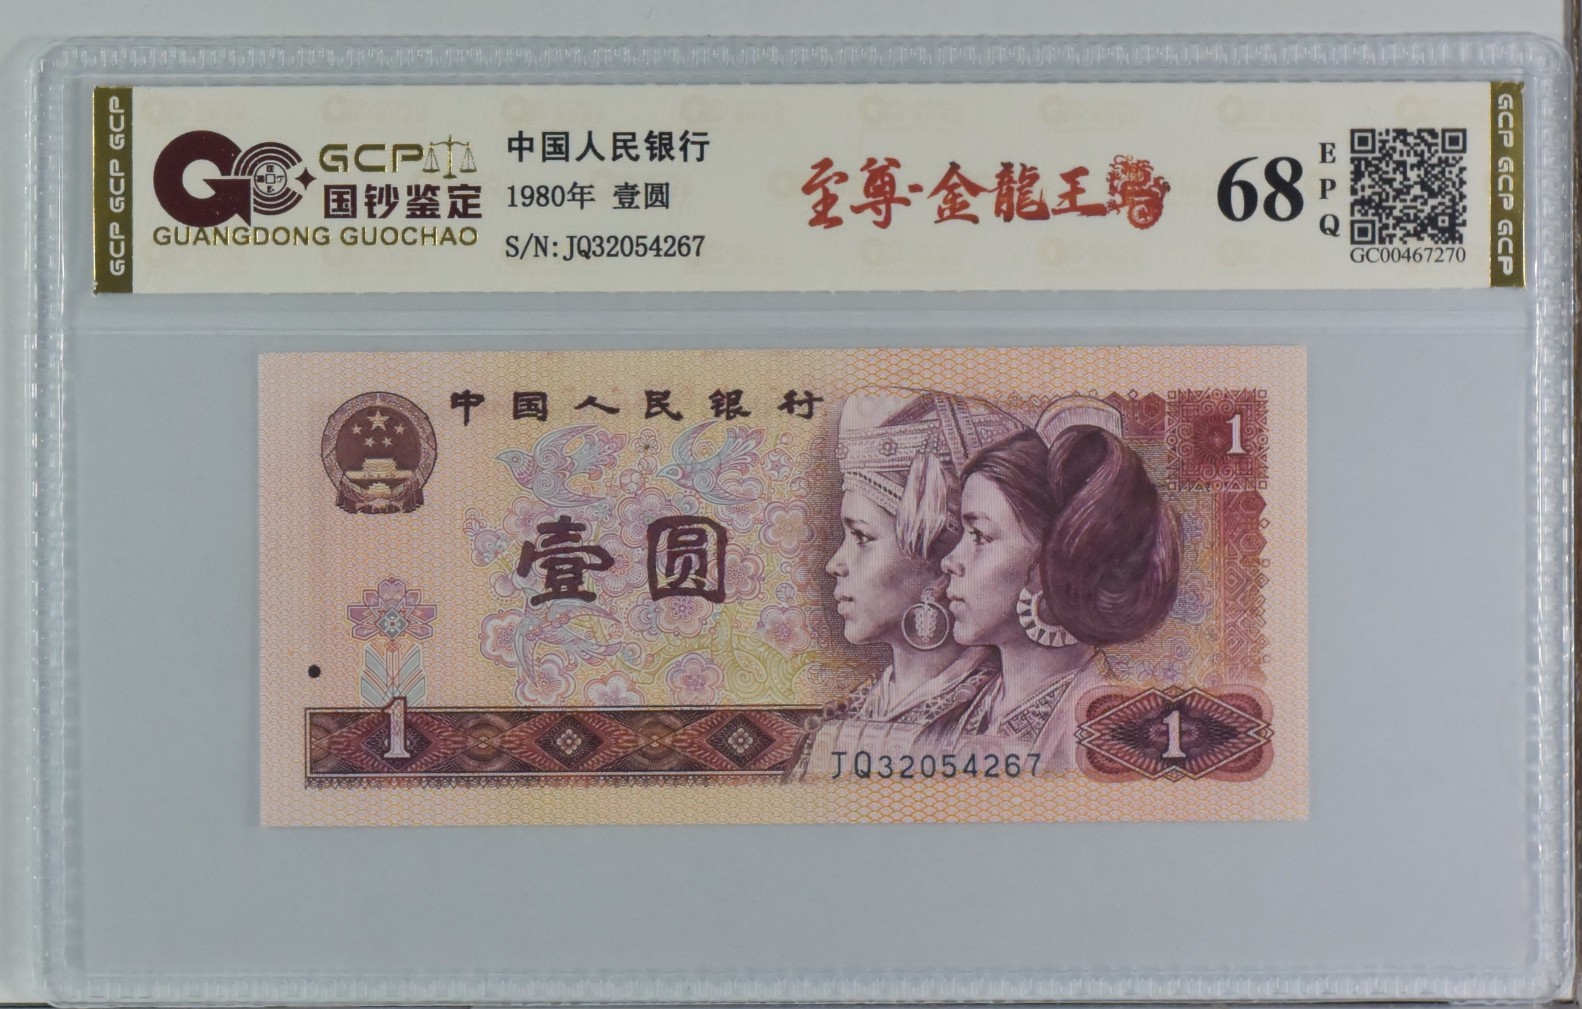 GCP GCP GCP
GCP
国钞鉴定
GUANGDONG GUOCHAO
中国人民银行
1980年 壹圆
S/N:JQ32054267
至尊·金龍王
68
EPQ
GC00467270
GCP GCP GCP
中国人民银行
1
壹圆
1
JQ32054267
1